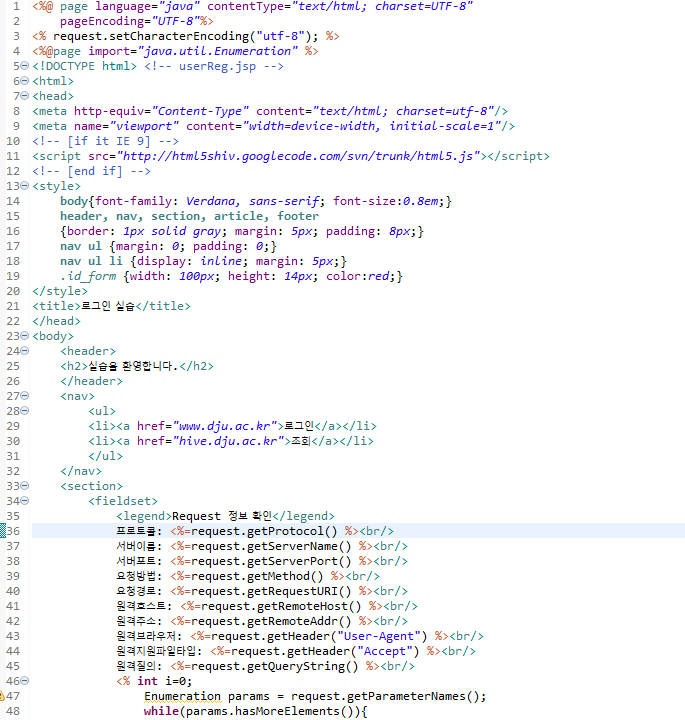 1 <%@ page language="java" contentType="text/html; charset=UTF-8"
2     pageEncoding="UTF-8"%>
3 <% request.setCharacterEncoding("utf-8"); %>
4 <%@page import="java.util.Enumeration" %>
5 <!DOCTYPE html> <!-- userReg.jsp -->
6 <html>
7 <head>
8 <meta http-equiv="Content-Type" content="text/html; charset=utf-8"/>
9 <meta name="viewport" content="width=device-width, initial-scale=1"/>
10 <!-- [if it IE 9] -->
11 <script src="http://html5shiv.googlecode.com/svn/trunk/html5.js"></script>
12 <!-- [end if] -->
13 <style>
14     body{font-family: Verdana, sans-serif; font-size:0.8em;}
15     header, nav, section, article, footer
16     {border: 1px solid gray; margin: 5px; padding: 8px;}
17     nav ul {margin: 0; padding: 0;}
18     nav ul li {display: inline; margin: 5px;}
19     .id_form {width: 100px; height: 14px; color:red;}
20 </style>
21 <title>로그인 실습</title>
22 </head>
23 <body>
24     <header>
25     <h2>실습을 환영합니다.</h2>
26     </header>
27     <nav>
28         <ul>
29         <li><a href="www.dju.ac.kr">로그인</a></li>
30         <li><a href="hive.dju.ac.kr">조회</a></li>
31         </ul>
32     </nav>
33     <section>
34         <fieldset>
35             <legend>Request 정보 확인</legend>
36             프로토콜: <%=request.getProtocol() %><br/>
37             서버이름: <%=request.getServerName() %><br/>
38             서버포트: <%=request.getServerPort() %><br/>
39             요청방법: <%=request.getMethod() %><br/>
40             요청경로: <%=request.getRequestURI() %><br/>
41             원격호스트: <%=request.getRemoteHost() %><br/>
42             원격주소: <%=request.getRemoteAddr() %><br/>
43             원격브라우저: <%=request.getHeader("User-Agent") %><br/>
44             원격지원파일타입: <%=request.getHeader("Accept") %><br/>
45             원격질의: <%=request.getQueryString() %><br/>
46             <% int i=0;
47                 Enumeration params = request.getParameterNames();
48                 while(params.hasMoreElements()){